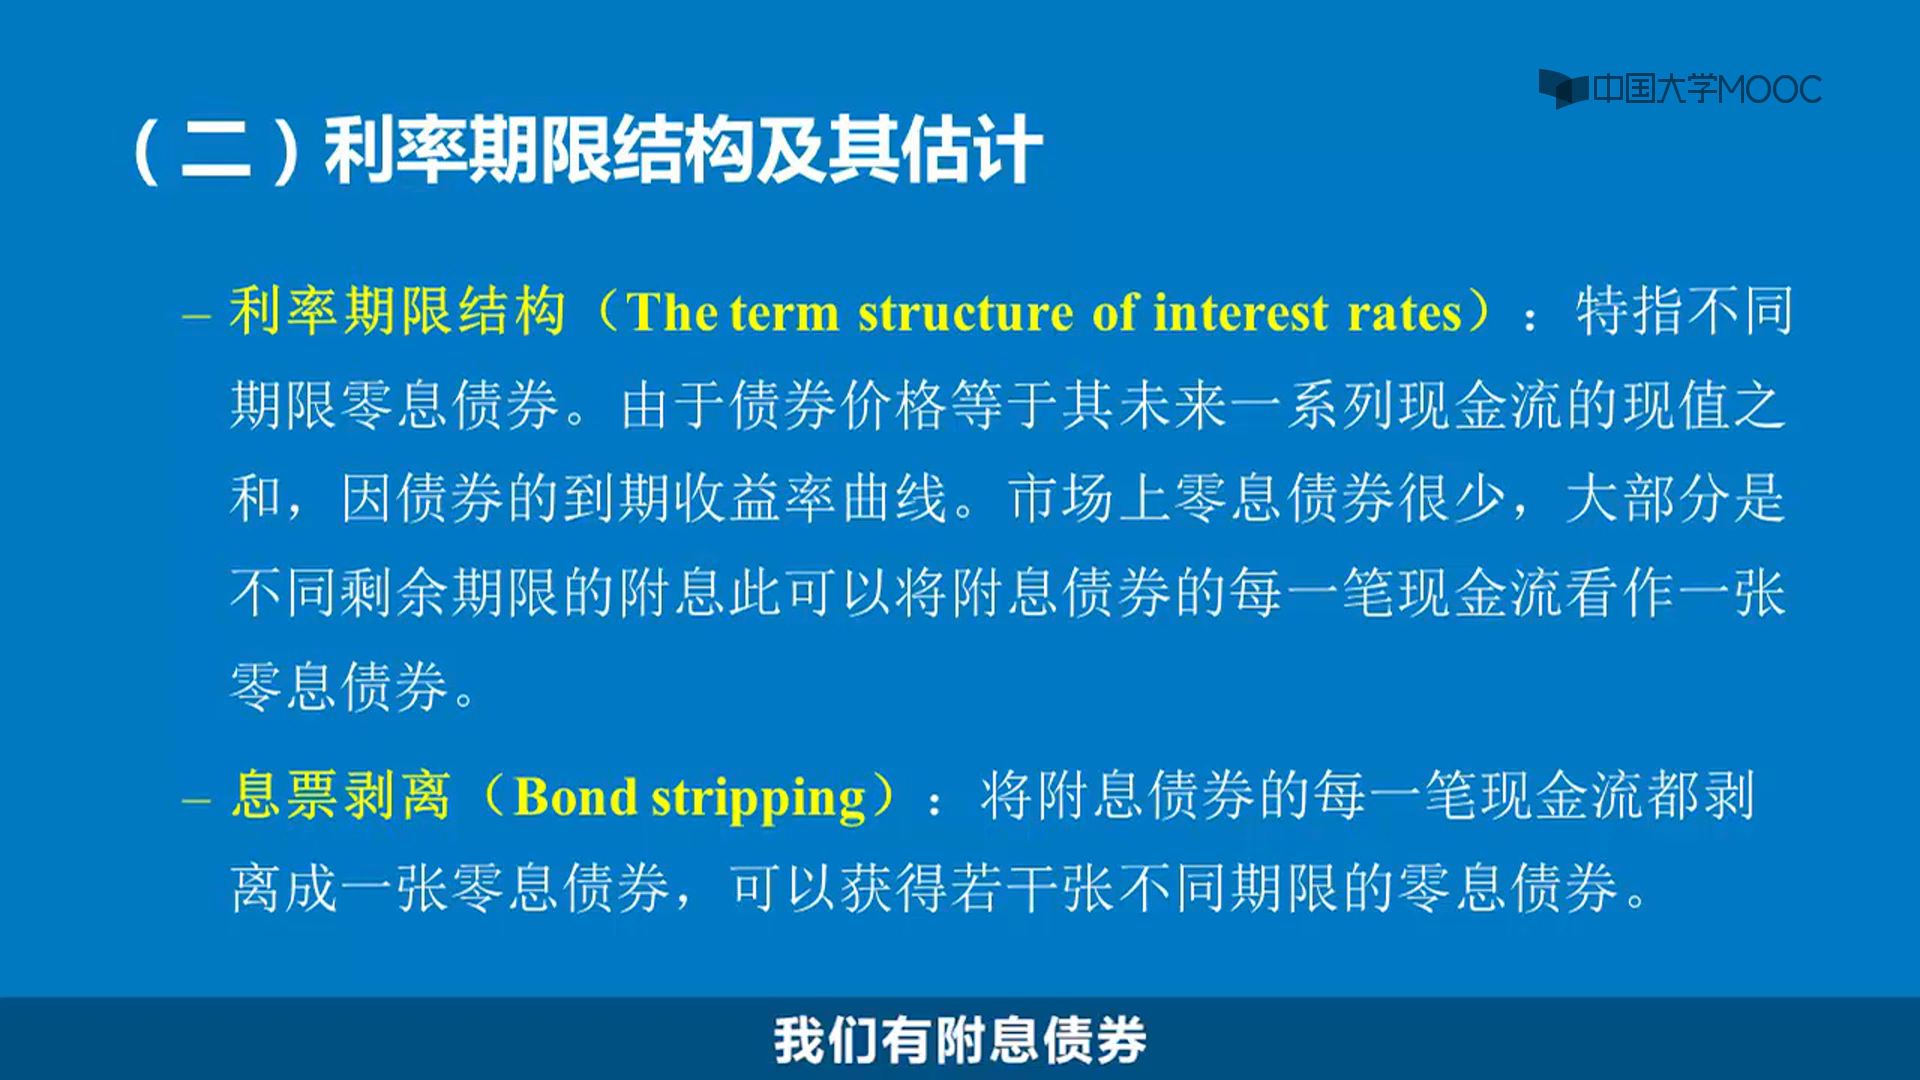 中国大学MOOC
（二）利率期限结构及其估计
– 利率期限结构（The term structure of interest rates）：特指不同
期限零息债券。由于债券价格等于其未来一系列现金流的现值之
和，因债券的到期收益率曲线。市场上零息债券很少，大部分是
不同剩余期限的附息此可以将附息债券的每一笔现金流看作一张
零息债券。
– 息票剥离（Bond stripping）：将附息债券的每一笔现金流都剥
离成一张零息债券，可以获得若干张不同期限的零息债券。
我们有附息债券